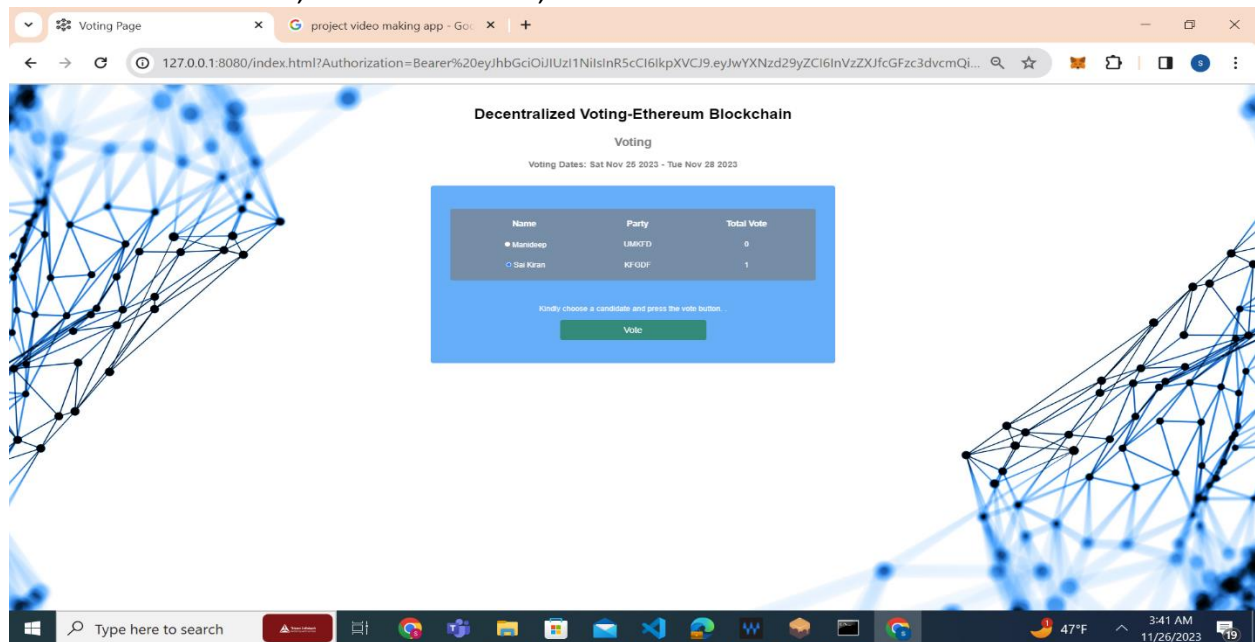 Voting Page
project video making app - Goo
127.0.0.1:8080/index.html?Authorization=Bearer%20eyJhbGciOiJIUzI1NiIsInR5cCI6IkpXVCJ9.eyJwYXNzd29yZCI6InVzZXJfcGFzc3dvcmQi...
S
Decentralized Voting-Ethereum Blockchain
Voting
Voting Dates: Sat Nov 25 2023 - Tue Nov 28 2023
Name Party Total Vote
Manideep UMKFD 0
Sai Kiran KFGDF 1
Kindly choose a candidate and press the vote button. .
Vote
Type here to search
1
47°F
3:41 AM
11/26/2023
19